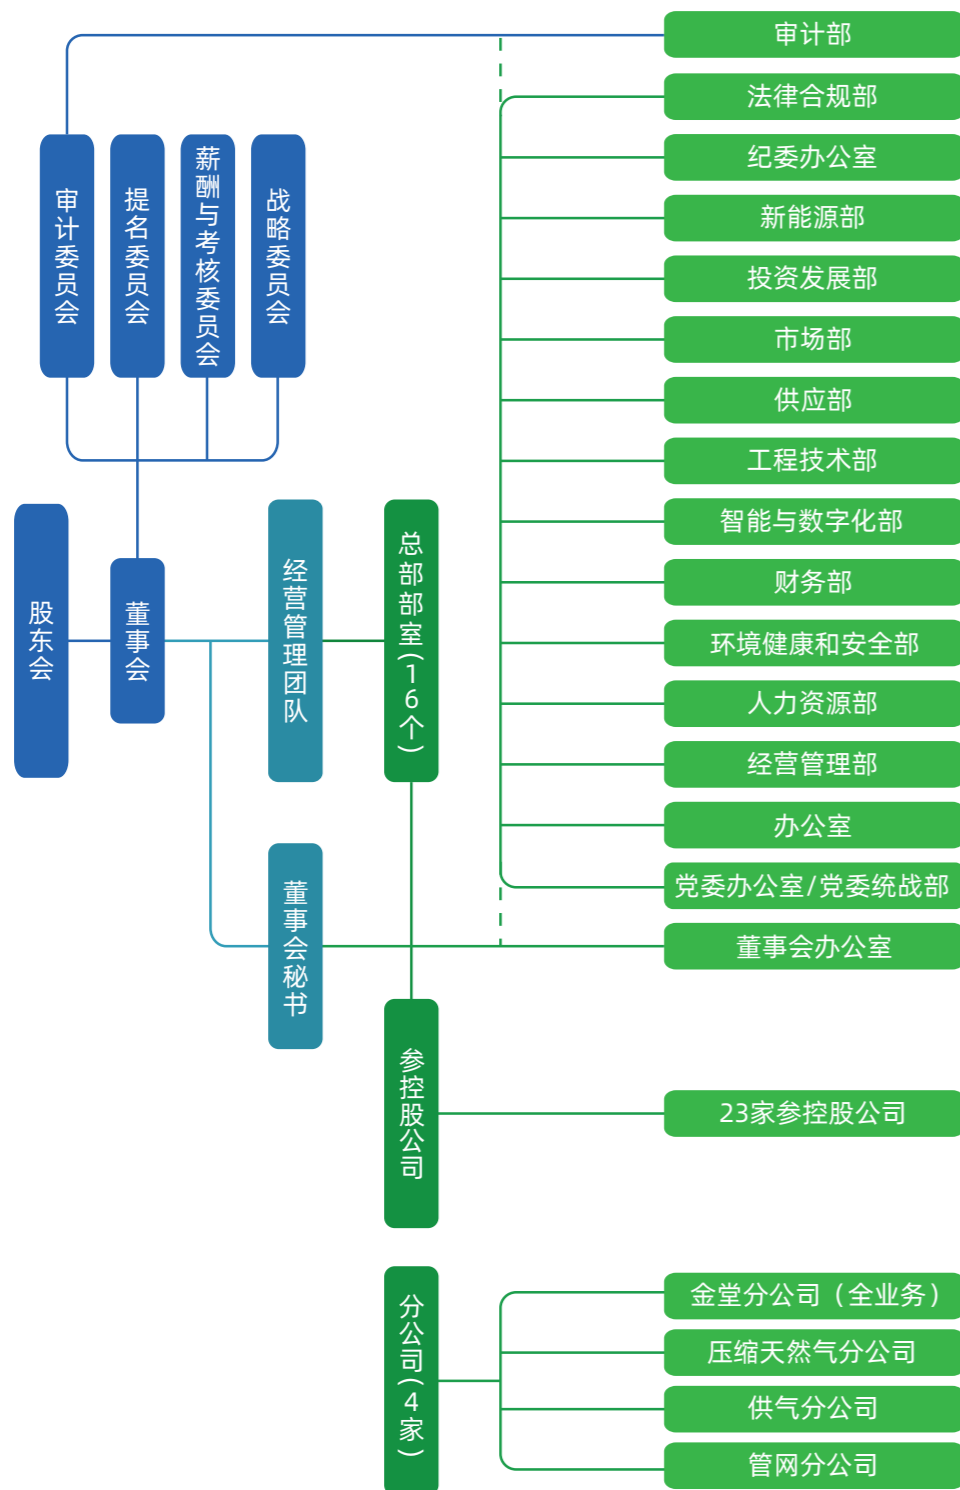 审计部
法律合规部
纪委办公室
新能源部
投资发展部
市场部
供应部
工程技术部
智能与数字化部
财务部
环境健康和安全部
人力资源部
经营管理部
办公室
党委办公室/党委统战部
董事会办公室
审计委员会
提名委员会
薪酬与考核委员会
战略委员会
股东会
董事会
经营管理团队
总部部室(16个)
董事会秘书
参控股公司
23家参控股公司
分公司(4家)
金堂分公司（全业务）
压缩天然气分公司
供气分公司
管网分公司